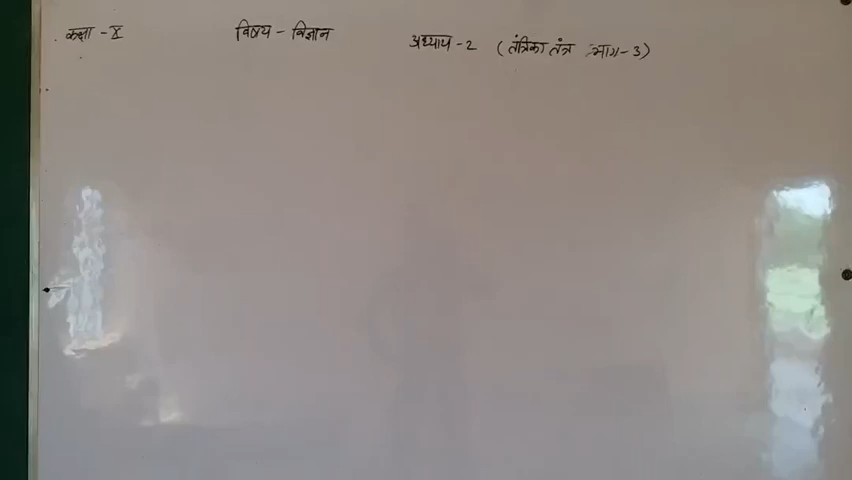 कक्षा - X विषय - विज्ञान अध्याय - 2 (तंत्रिका तंत्र भाग - 3)